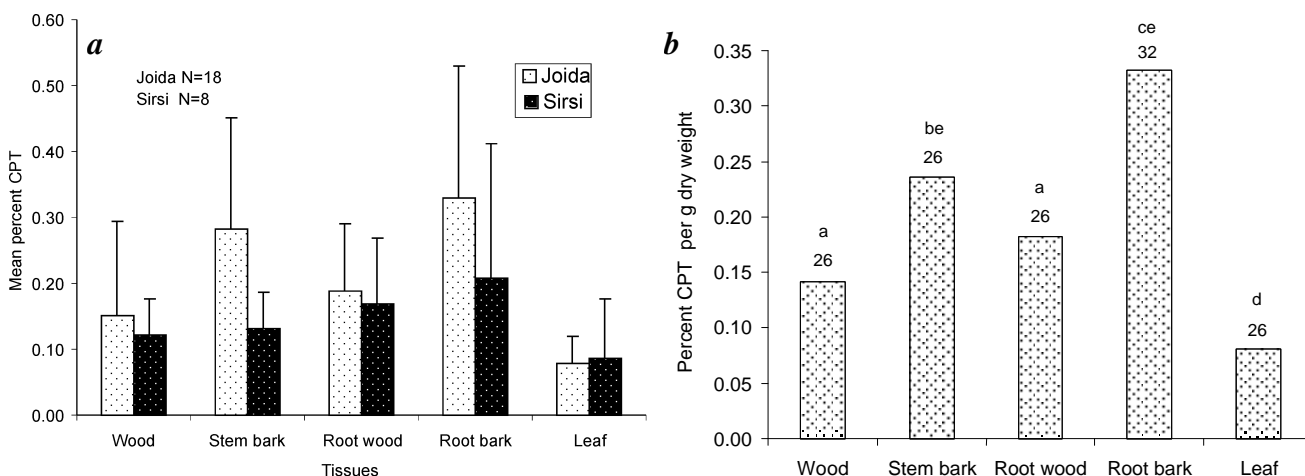 a
Mean percent CPT
0.60
0.50
0.40
0.30
0.20
0.10
0.00
Joida N=18
Sirsi N=8
Joida
Sirsi
Wood Stem bark Root wood Root bark Leaf
Tissues
b
Percent CPT per g dry weight
0.35
0.30
0.25
0.20
0.15
0.10
0.05
0.00
a
26
be
26
a
26
ce
32
d
26
Wood Stem bark Root wood Root bark Leaf